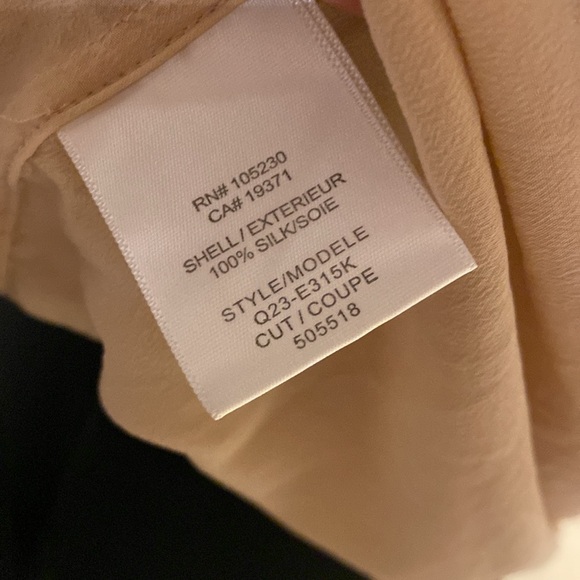 RN# 105230
CA# 19371
SHELL/EXTERIEUR
100% SILK/SOIE
STYLE/MODELE
Q23-E315K
CUT/COUPE
505518